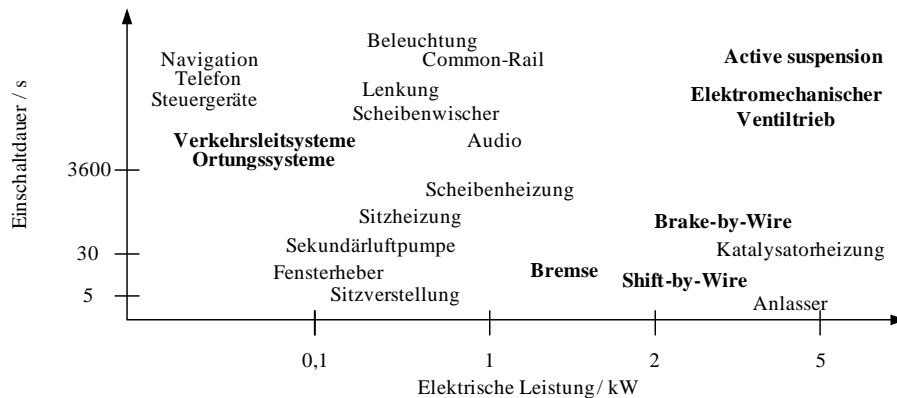 Beleuchtung
Navigation
Common-Rail
Active suspension
Telefon
Steuergeräte
Lenkung
Elektromechanischer
Ventiltrieb
Scheibenwischer
Verkehrsleitsysteme
Ortungssysteme
Audio
3600
Scheibenheizung
Sitzheizung
Brake-by-Wire
Sekundärluftpumpe
Katalysatorheizung
30
Fensterheber
Bremse
Shift-by-Wire
Sitzverstellung
5
Anlasser
Einschaltdauer / s
0,1
1
2
5
Elektrische Leistung / kW